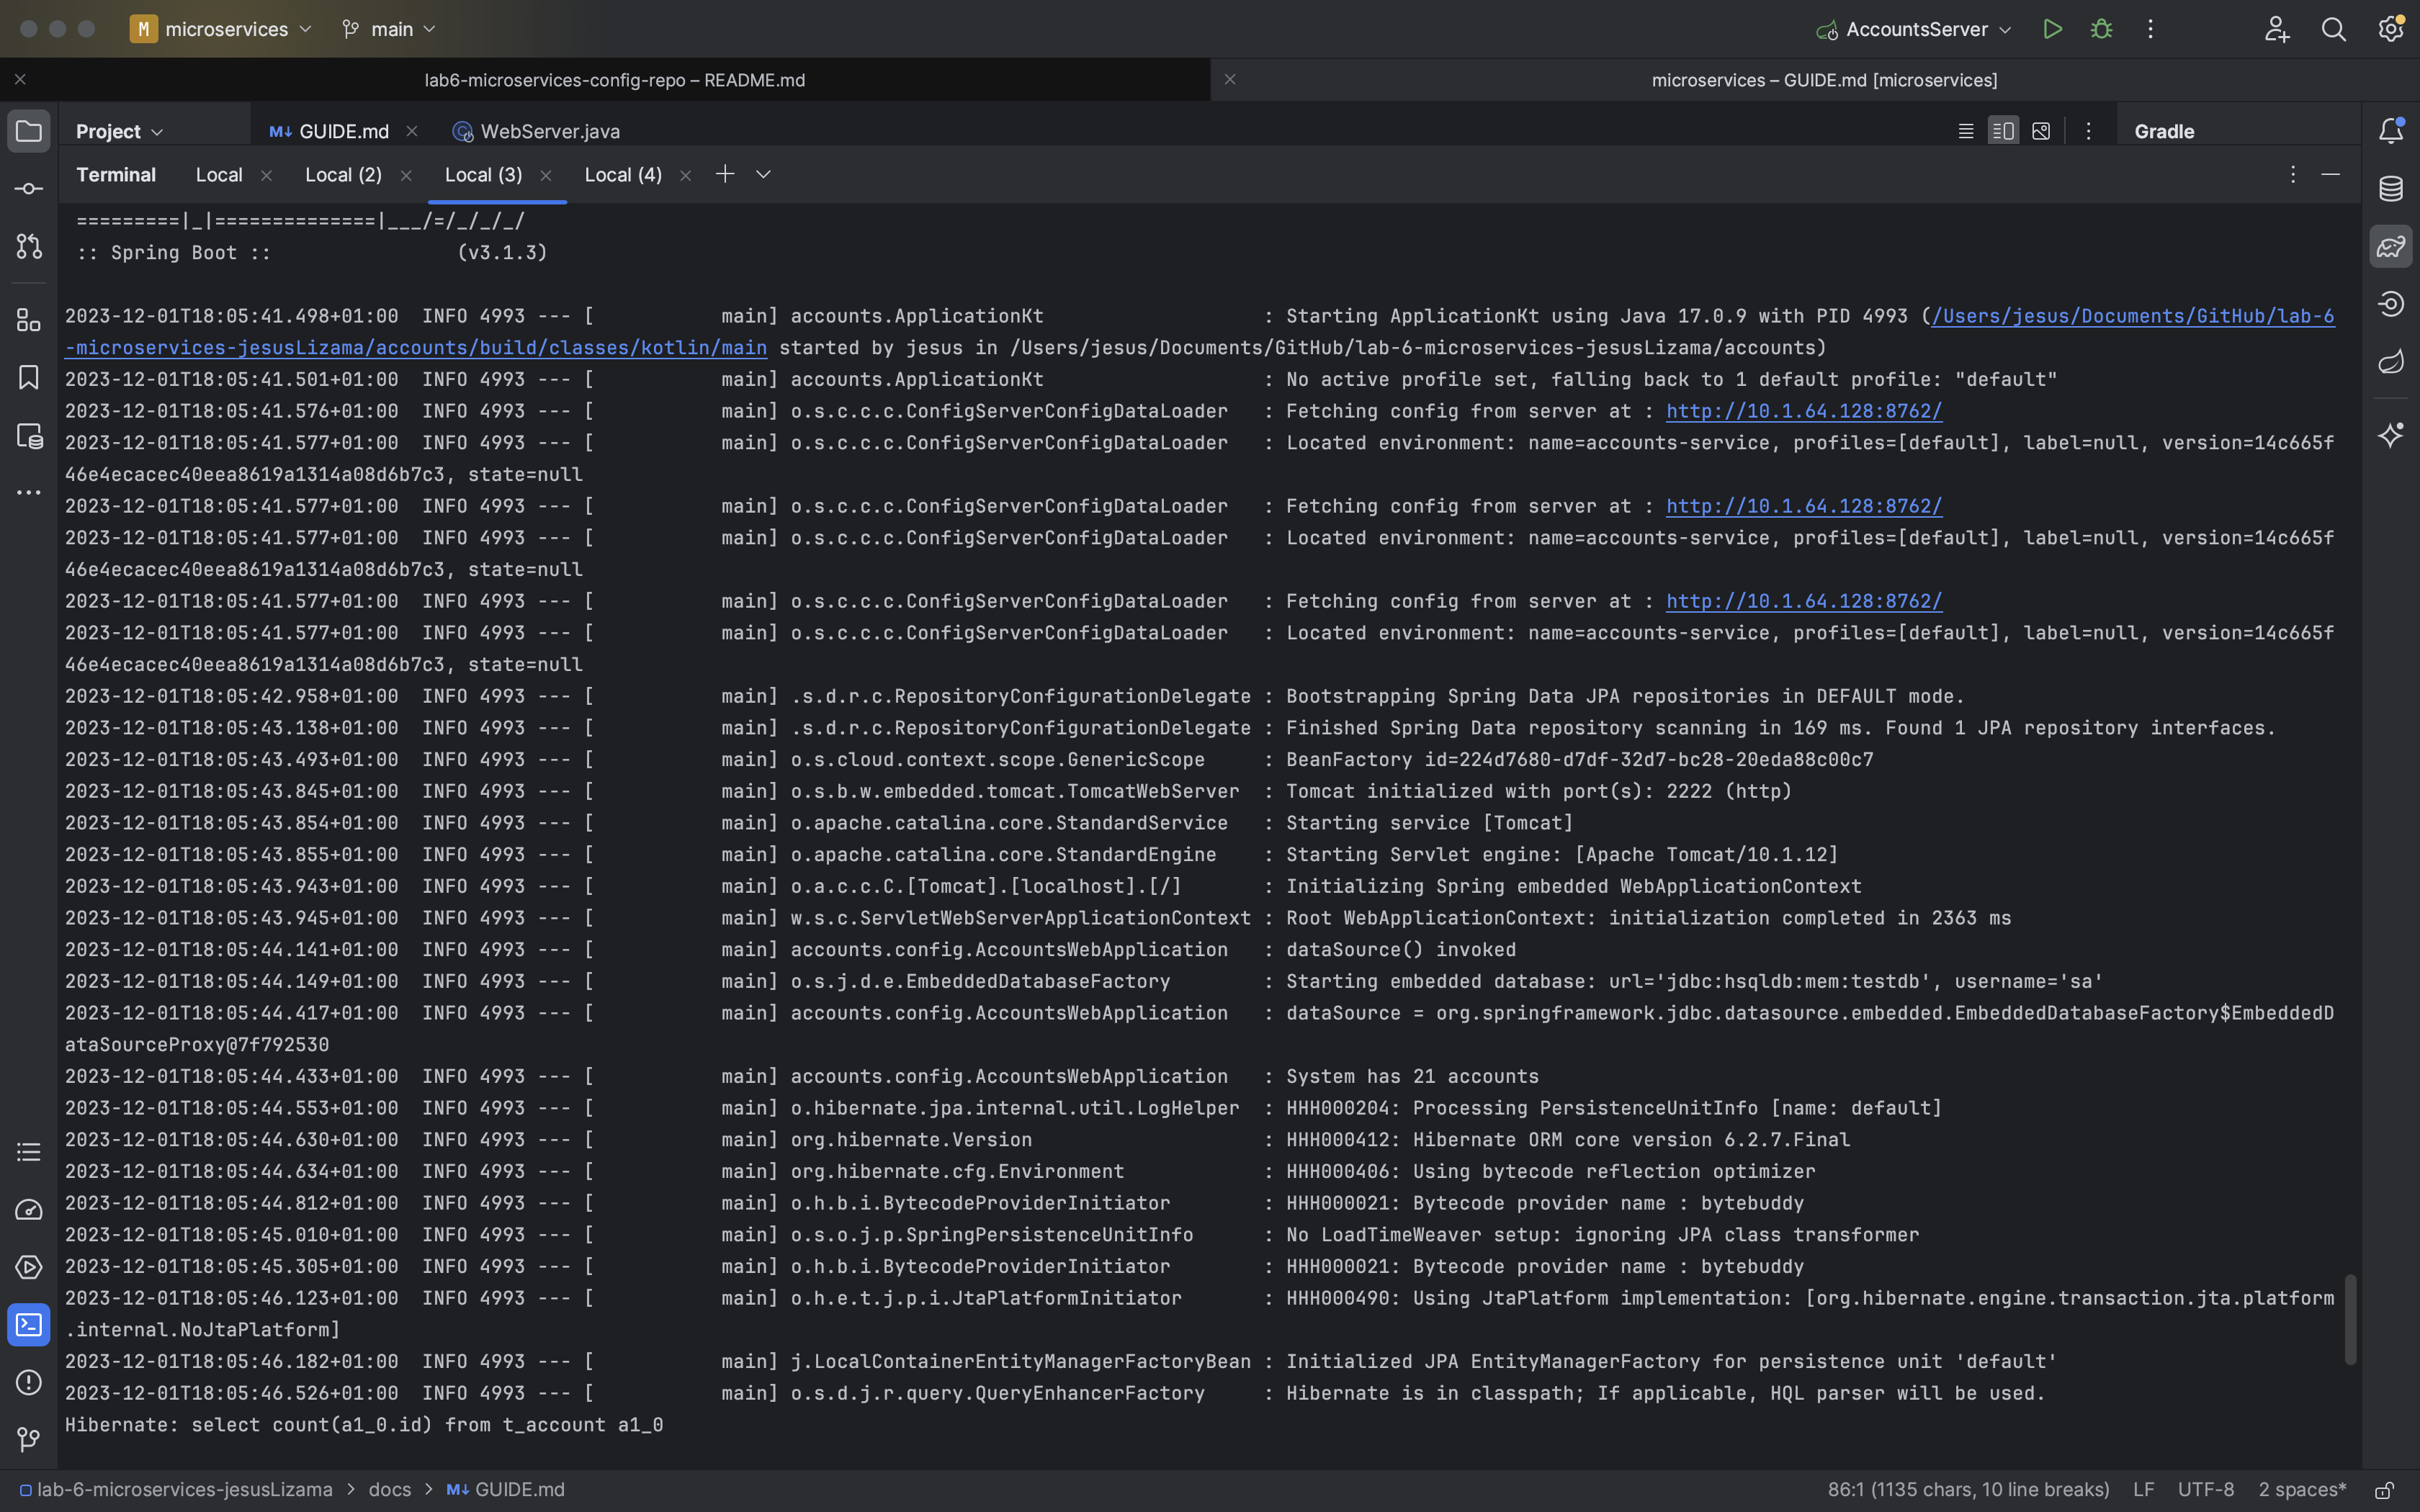 M microservices main AccountsServer
lab6-microservices-config-repo – README.md microservices – GUIDE.md [microservices]
Project M↓ GUIDE.md WebServer.java Gradle
Terminal Local Local (2) Local (3) Local (4)
=========|_|==============|___/=/_/_/_/
:: Spring Boot :: (v3.1.3)
2023-12-01T18:05:41.498+01:00 INFO 4993 --- [ main] accounts.ApplicationKt : Starting ApplicationKt using Java 17.0.9 with PID 4993 (/Users/jesus/Documents/GitHub/lab-6
-microservices-jesusLizama/accounts/build/classes/kotlin/main started by jesus in /Users/jesus/Documents/GitHub/lab-6-microservices-jesusLizama/accounts)
2023-12-01T18:05:41.501+01:00 INFO 4993 --- [ main] accounts.ApplicationKt : No active profile set, falling back to 1 default profile: "default"
2023-12-01T18:05:41.576+01:00 INFO 4993 --- [ main] o.s.c.c.c.ConfigServerConfigDataLoader : Fetching config from server at : http://10.1.64.128:8762/
2023-12-01T18:05:41.577+01:00 INFO 4993 --- [ main] o.s.c.c.c.ConfigServerConfigDataLoader : Located environment: name=accounts-service, profiles=[default], label=null, version=14c665f
46e4ecacec40eea8619a1314a08d6b7c3, state=null
2023-12-01T18:05:41.577+01:00 INFO 4993 --- [ main] o.s.c.c.c.ConfigServerConfigDataLoader : Fetching config from server at : http://10.1.64.128:8762/
2023-12-01T18:05:41.577+01:00 INFO 4993 --- [ main] o.s.c.c.c.ConfigServerConfigDataLoader : Located environment: name=accounts-service, profiles=[default], label=null, version=14c665f
46e4ecacec40eea8619a1314a08d6b7c3, state=null
2023-12-01T18:05:41.577+01:00 INFO 4993 --- [ main] o.s.c.c.c.ConfigServerConfigDataLoader : Fetching config from server at : http://10.1.64.128:8762/
2023-12-01T18:05:41.577+01:00 INFO 4993 --- [ main] o.s.c.c.c.ConfigServerConfigDataLoader : Located environment: name=accounts-service, profiles=[default], label=null, version=14c665f
46e4ecacec40eea8619a1314a08d6b7c3, state=null
2023-12-01T18:05:42.958+01:00 INFO 4993 --- [ main] .s.d.r.c.RepositoryConfigurationDelegate : Bootstrapping Spring Data JPA repositories in DEFAULT mode.
2023-12-01T18:05:43.138+01:00 INFO 4993 --- [ main] .s.d.r.c.RepositoryConfigurationDelegate : Finished Spring Data repository scanning in 169 ms. Found 1 JPA repository interfaces.
2023-12-01T18:05:43.493+01:00 INFO 4993 --- [ main] o.s.cloud.context.scope.GenericScope : BeanFactory id=224d7680-d7df-32d7-bc28-20eda88c00c7
2023-12-01T18:05:43.845+01:00 INFO 4993 --- [ main] o.s.b.w.embedded.tomcat.TomcatWebServer : Tomcat initialized with port(s): 2222 (http)
2023-12-01T18:05:43.854+01:00 INFO 4993 --- [ main] o.apache.catalina.core.StandardService : Starting service [Tomcat]
2023-12-01T18:05:43.855+01:00 INFO 4993 --- [ main] o.apache.catalina.core.StandardEngine : Starting Servlet engine: [Apache Tomcat/10.1.12]
2023-12-01T18:05:43.943+01:00 INFO 4993 --- [ main] o.a.c.c.C.[Tomcat].[localhost].[/] : Initializing Spring embedded WebApplicationContext
2023-12-01T18:05:43.945+01:00 INFO 4993 --- [ main] w.s.c.ServletWebServerApplicationContext : Root WebApplicationContext: initialization completed in 2363 ms
2023-12-01T18:05:44.141+01:00 INFO 4993 --- [ main] accounts.config.AccountsWebApplication : dataSource() invoked
2023-12-01T18:05:44.149+01:00 INFO 4993 --- [ main] o.s.j.d.e.EmbeddedDatabaseFactory : Starting embedded database: url='jdbc:hsqldb:mem:testdb', username='sa'
2023-12-01T18:05:44.417+01:00 INFO 4993 --- [ main] accounts.config.AccountsWebApplication : dataSource = org.springframework.jdbc.datasource.embedded.EmbeddedDatabaseFactory$EmbeddedD
ataSourceProxy@7f792530
2023-12-01T18:05:44.433+01:00 INFO 4993 --- [ main] accounts.config.AccountsWebApplication : System has 21 accounts
2023-12-01T18:05:44.553+01:00 INFO 4993 --- [ main] o.hibernate.jpa.internal.util.LogHelper : HHH000204: Processing PersistenceUnitInfo [name: default]
2023-12-01T18:05:44.630+01:00 INFO 4993 --- [ main] org.hibernate.Version : HHH000412: Hibernate ORM core version 6.2.7.Final
2023-12-01T18:05:44.634+01:00 INFO 4993 --- [ main] org.hibernate.cfg.Environment : HHH000406: Using bytecode reflection optimizer
2023-12-01T18:05:44.812+01:00 INFO 4993 --- [ main] o.h.b.i.BytecodeProviderInitiator : HHH000021: Bytecode provider name : bytebuddy
2023-12-01T18:05:45.010+01:00 INFO 4993 --- [ main] o.s.o.j.p.SpringPersistenceUnitInfo : No LoadTimeWeaver setup: ignoring JPA class transformer
2023-12-01T18:05:45.305+01:00 INFO 4993 --- [ main] o.h.b.i.BytecodeProviderInitiator : HHH000021: Bytecode provider name : bytebuddy
2023-12-01T18:05:46.123+01:00 INFO 4993 --- [ main] o.h.e.t.j.p.i.JtaPlatformInitiator : HHH000490: Using JtaPlatform implementation: [org.hibernate.engine.transaction.jta.platform
.internal.NoJtaPlatform]
2023-12-01T18:05:46.182+01:00 INFO 4993 --- [ main] j.LocalContainerEntityManagerFactoryBean : Initialized JPA EntityManagerFactory for persistence unit 'default'
2023-12-01T18:05:46.526+01:00 INFO 4993 --- [ main] o.s.d.j.r.query.QueryEnhancerFactory : Hibernate is in classpath; If applicable, HQL parser will be used.
Hibernate: select count(a1_0.id) from t_account a1_0
lab-6-microservices-jesusLizama > docs > M↓ GUIDE.md 86:1 (1135 chars, 10 line breaks) LF UTF-8 2 spaces*